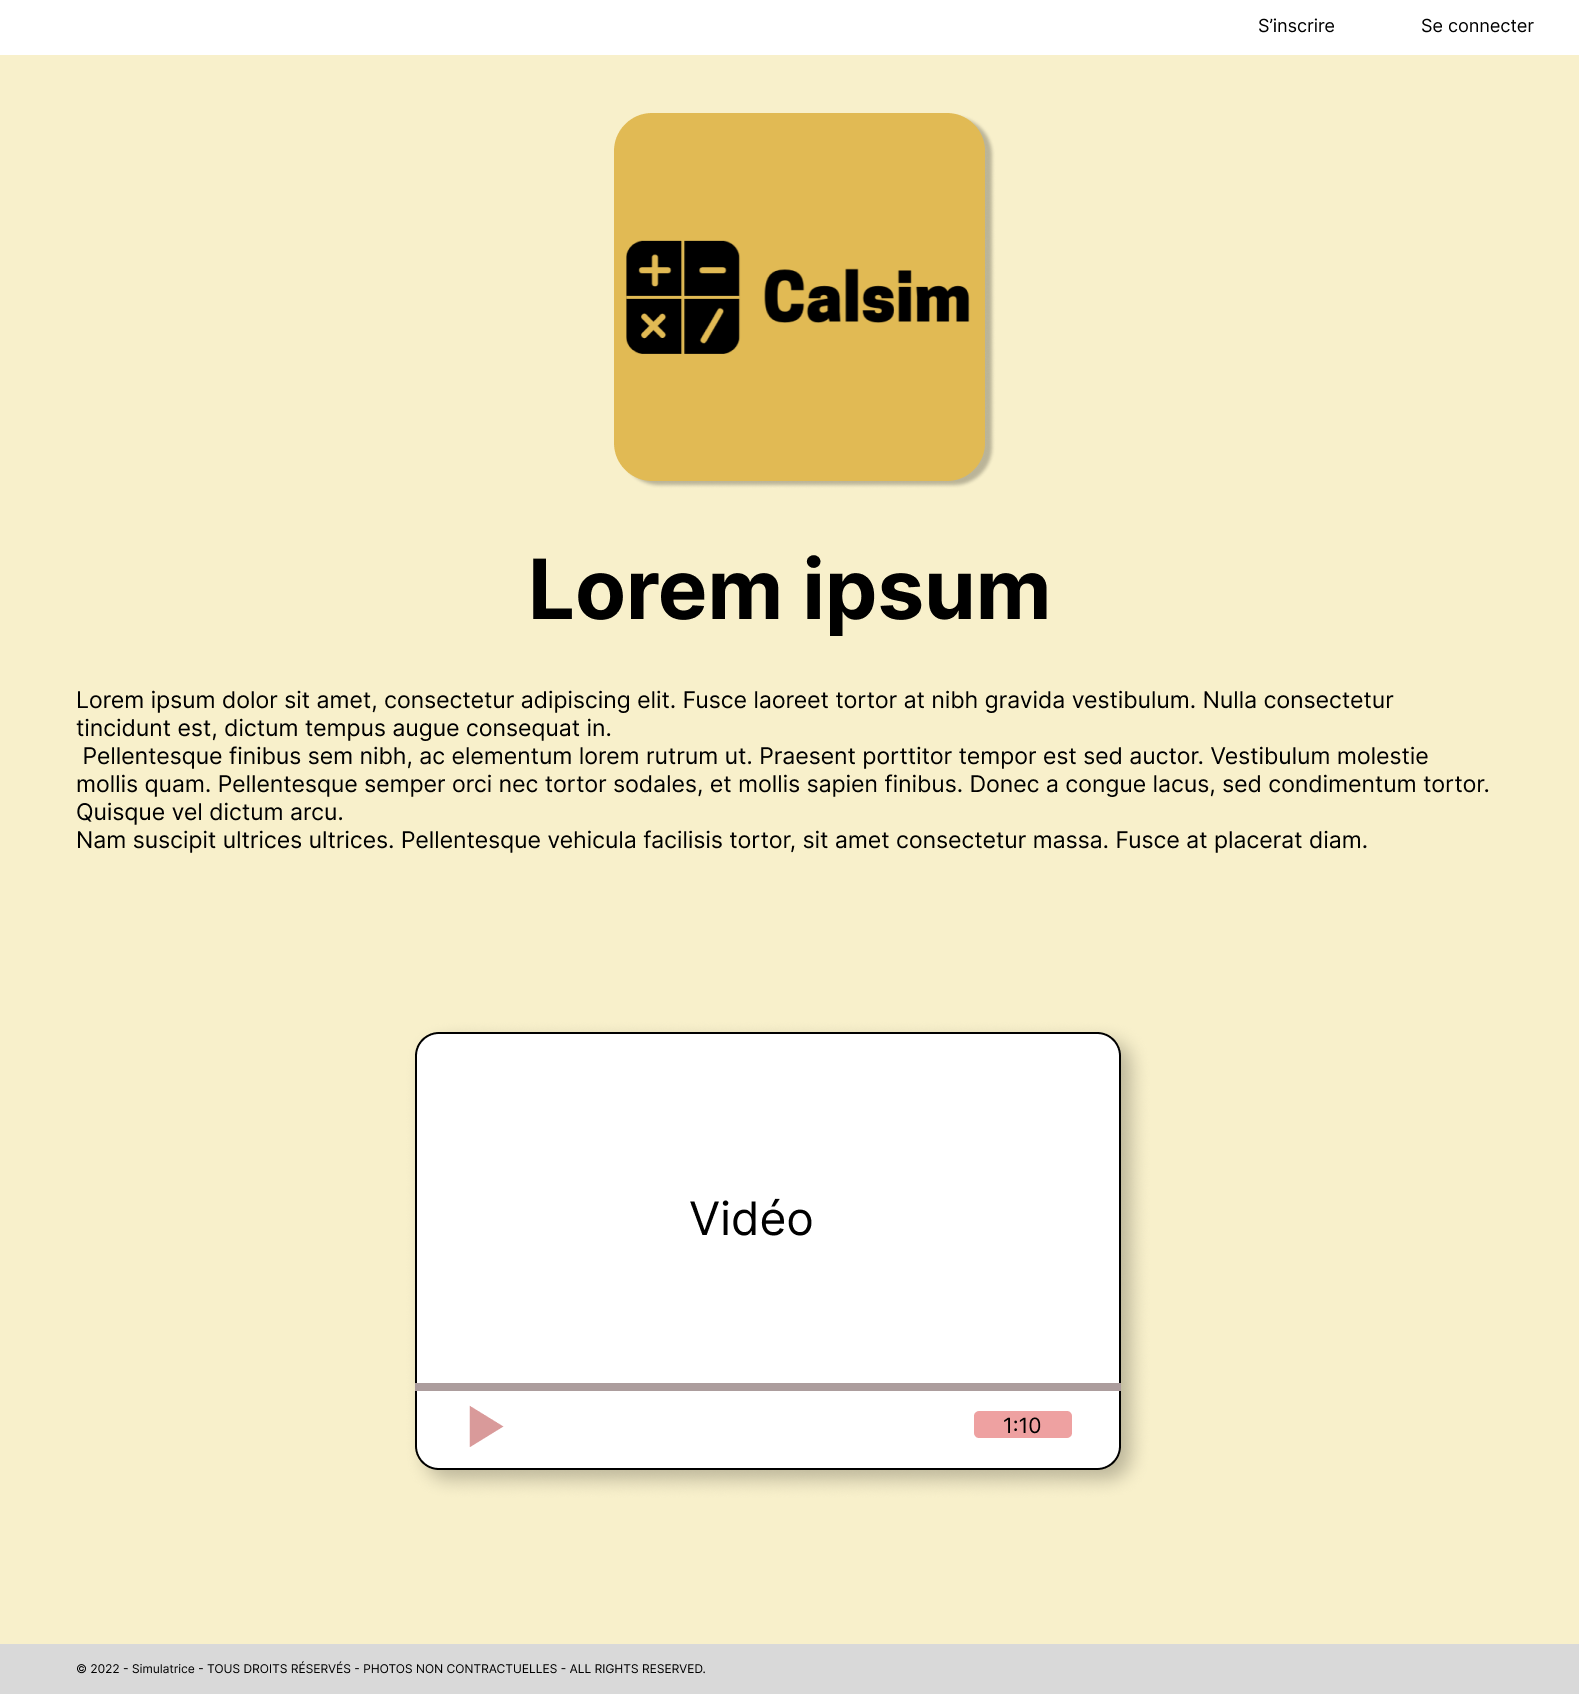 S’inscrire Se connecter
Calsim
Lorem ipsum
Lorem ipsum dolor sit amet, consectetur adipiscing elit. Fusce laoreet tortor at nibh gravida vestibulum. Nulla consectetur
tincidunt est, dictum tempus augue consequat in.
Pellentesque finibus sem nibh, ac elementum lorem rutrum ut. Praesent porttitor tempor est sed auctor. Vestibulum molestie
mollis quam. Pellentesque semper orci nec tortor sodales, et mollis sapien finibus. Donec a congue lacus, sed condimentum tortor.
Quisque vel dictum arcu.
Nam suscipit ultrices ultrices. Pellentesque vehicula facilisis tortor, sit amet consectetur massa. Fusce at placerat diam.
Vidéo
1:10
© 2022 - Simulatrice - TOUS DROITS RÉSERVÉS - PHOTOS NON CONTRACTUELLES - ALL RIGHTS RESERVED.